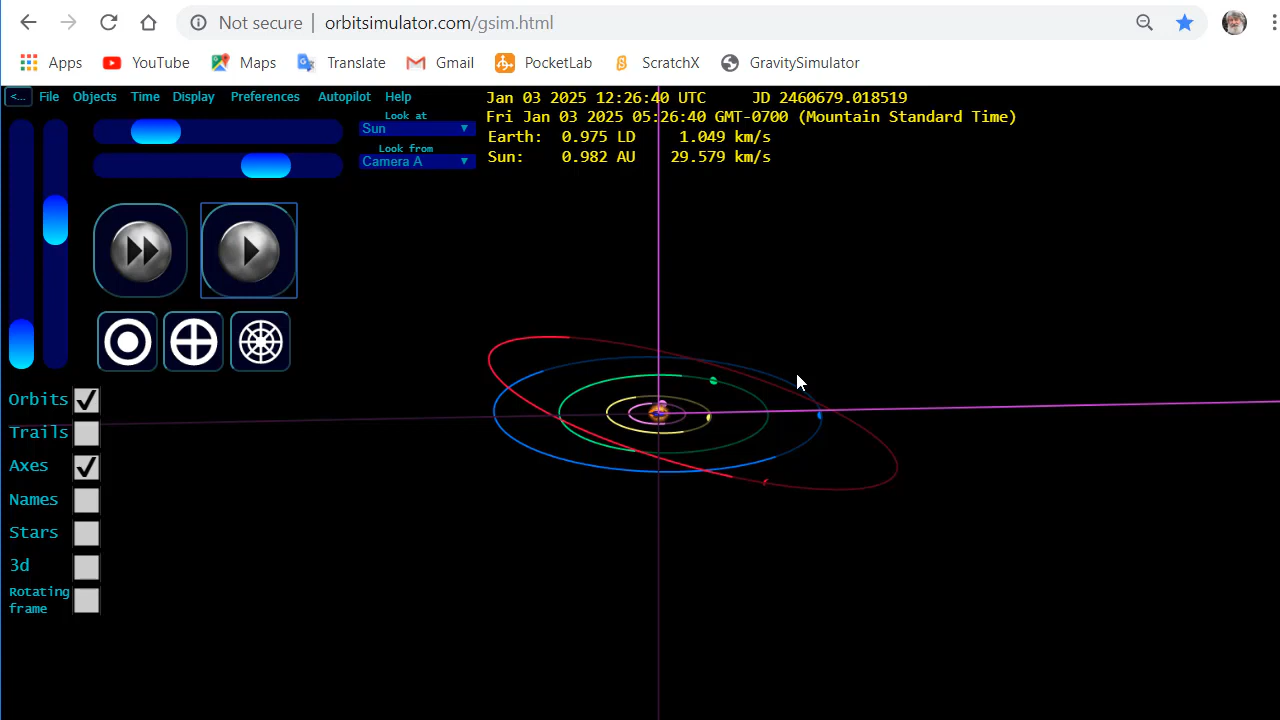 Not secure | orbitsimulator.com/gsim.html
Apps YouTube Maps Translate Gmail PocketLab ScratchX GravitySimulator
<... File Objects Time Display Preferences Autopilot Help
Look at
Sun
Look from
Camera A
Jan 03 2025 12:26:40 UTC JD 2460679.018519
Fri Jan 03 2025 05:26:40 GMT-0700 (Mountain Standard Time)
Earth: 0.975 LD 1.049 km/s
Sun: 0.982 AU 29.579 km/s
Orbits
Trails
Axes
Names
Stars
3d
Rotating
frame